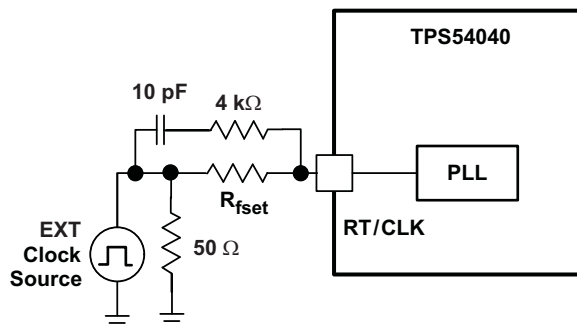 TPS54040
10 pF
4 kΩ
PLL
R_fset
RT/CLK
EXT
Clock
Source
50 Ω